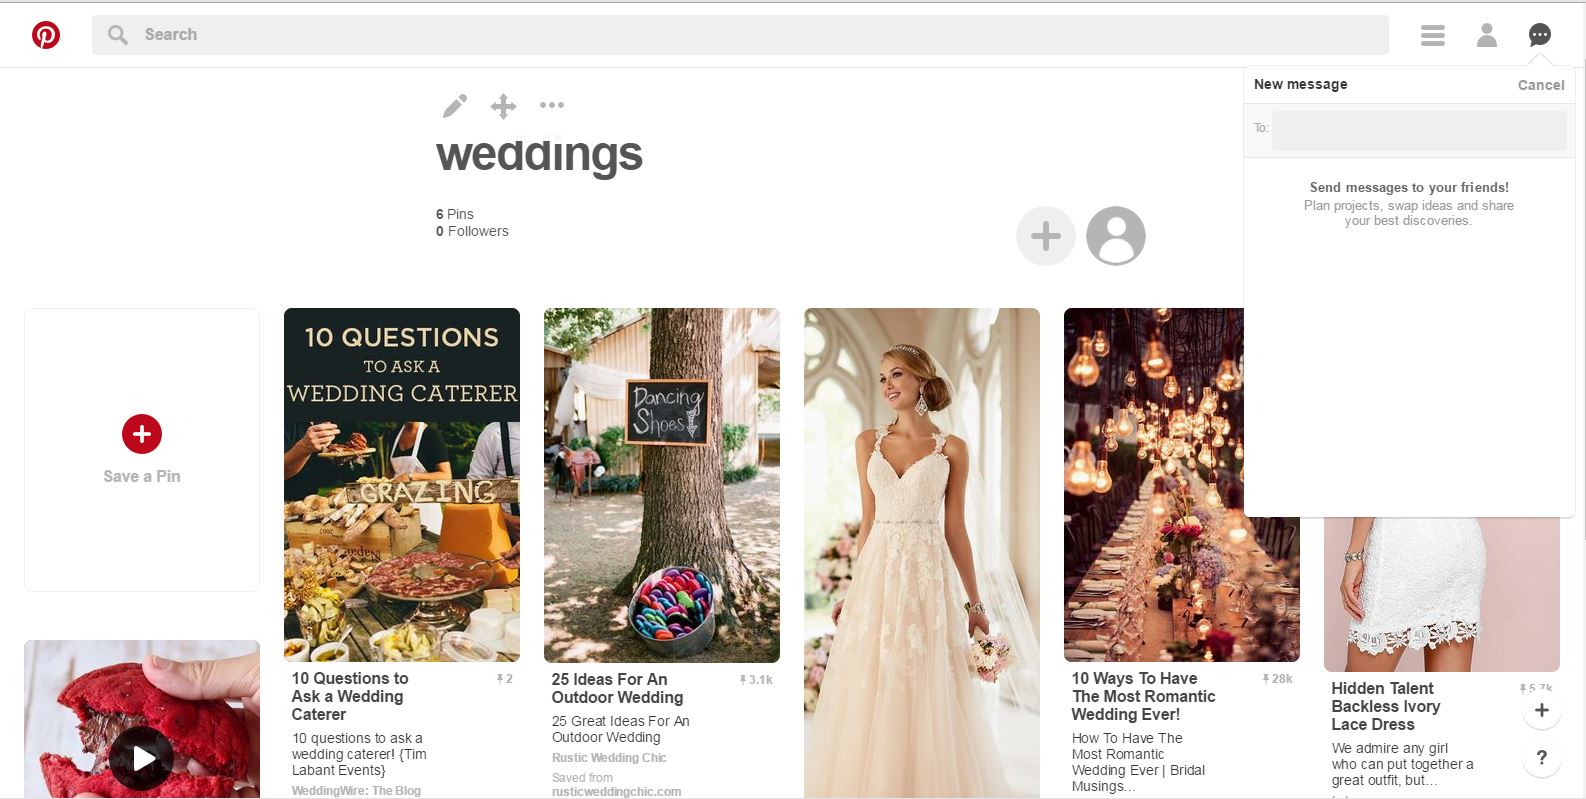 Search
New message
Cancel
To:
Send messages to your friends!
Plan projects, swap ideas and share
your best discoveries.
weddings
6 Pins
0 Followers
Save a Pin
10 QUESTIONS
TO ASK A
WEDDING CATERER
GRAZING
Dancing
Shoes
10 Questions to
Ask a Wedding
Caterer
2
10 questions to ask a
wedding caterer! {Tim
Labant Events}
WeddingWire: The Blog
25 Ideas For An
Outdoor Wedding
3.1k
25 Great Ideas For An
Outdoor Wedding
Rustic Wedding Chic
Saved from
rusticweddingchic.com
10 Ways To Have
The Most Romantic
Wedding Ever!
28k
How To Have The
Most Romantic
Wedding Ever | Bridal
Musings...
Hidden Talent
Backless Ivory
Lace Dress
5.7k
We admire any girl
who can put together a
great outfit, but...
?